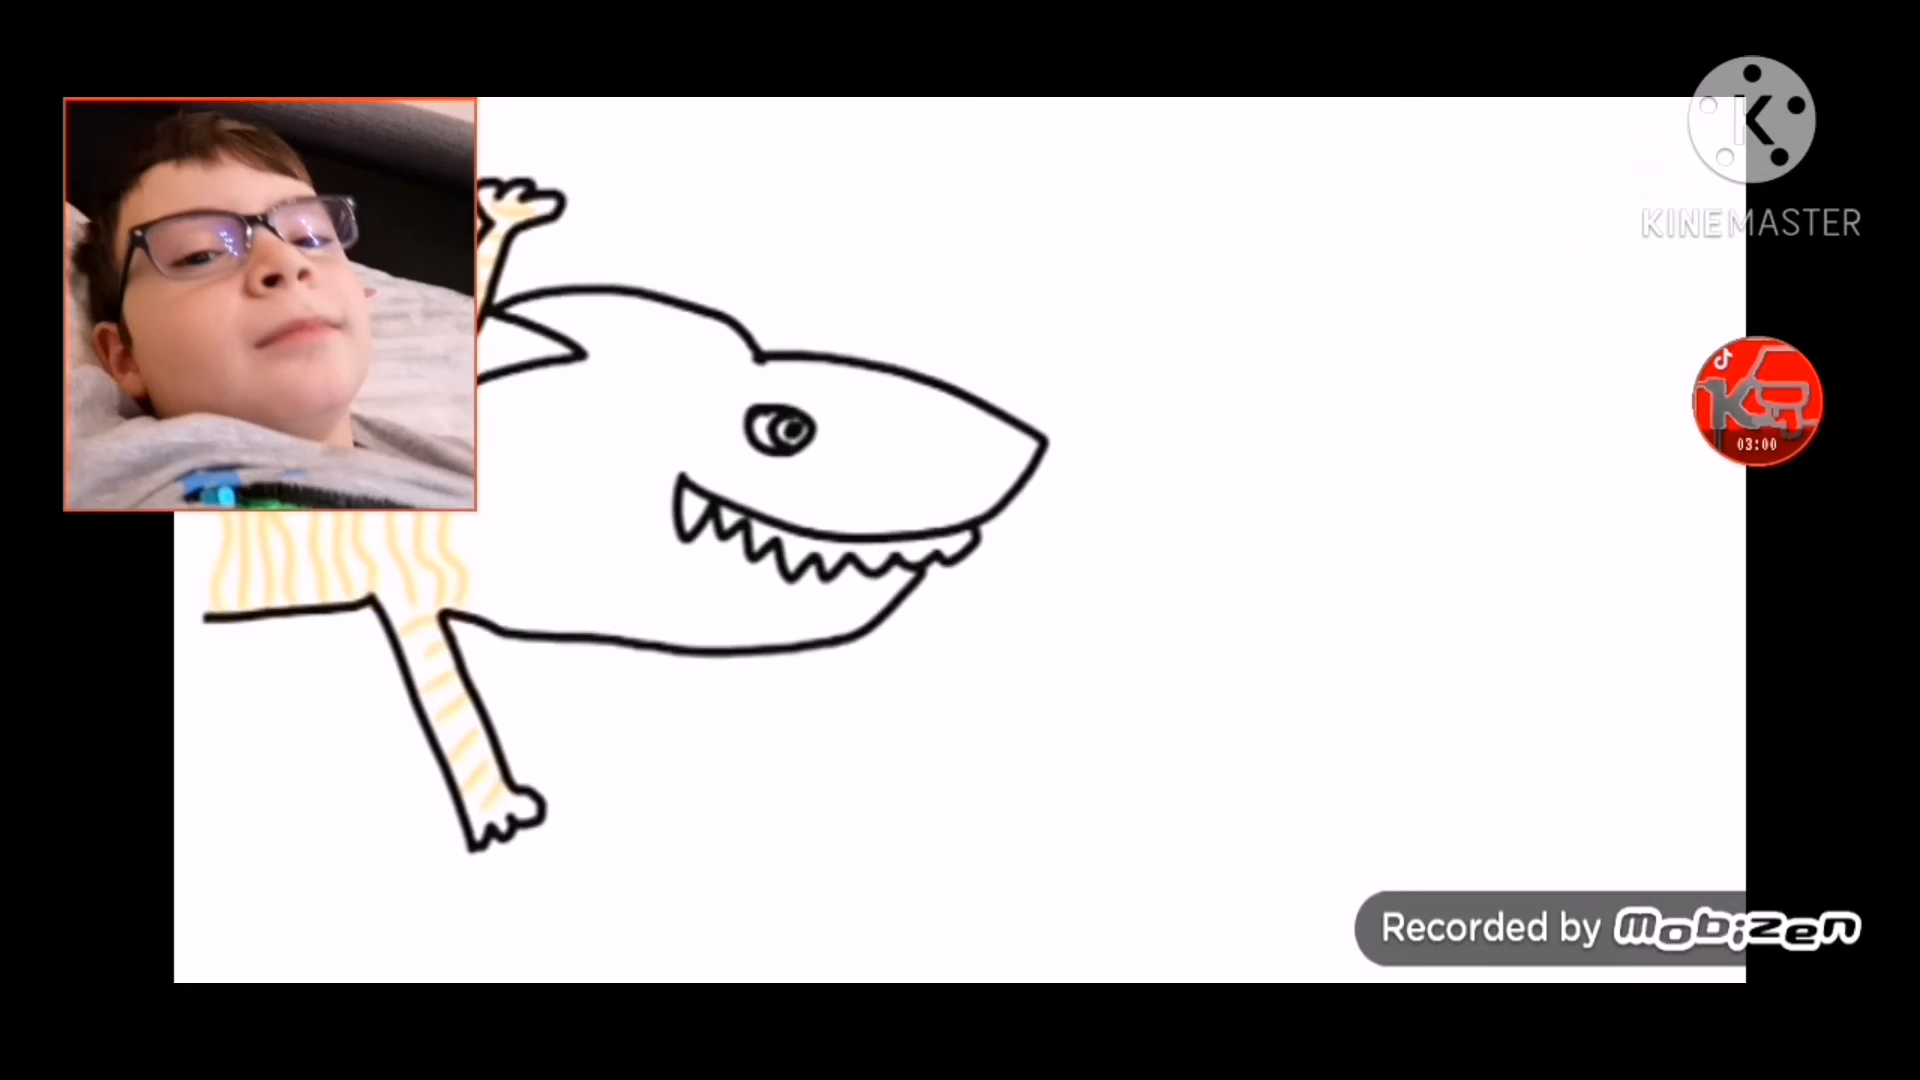 K
KINEMASTER
K
03:00
Recorded by mobizen